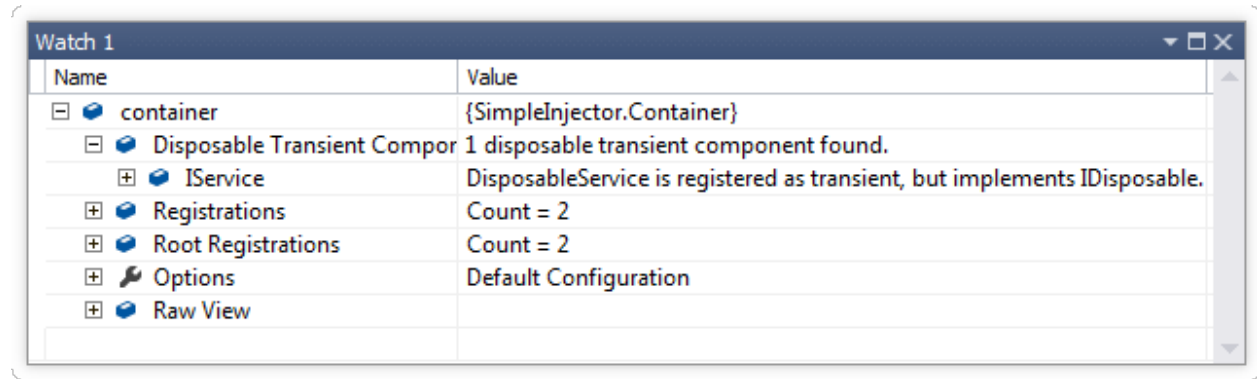 Watch 1
Name Value
container {SimpleInjector.Container}
Disposable Transient Compor 1 disposable transient component found.
IService DisposableService is registered as transient, but implements IDisposable.
Registrations Count = 2
Root Registrations Count = 2
Options Default Configuration
Raw View